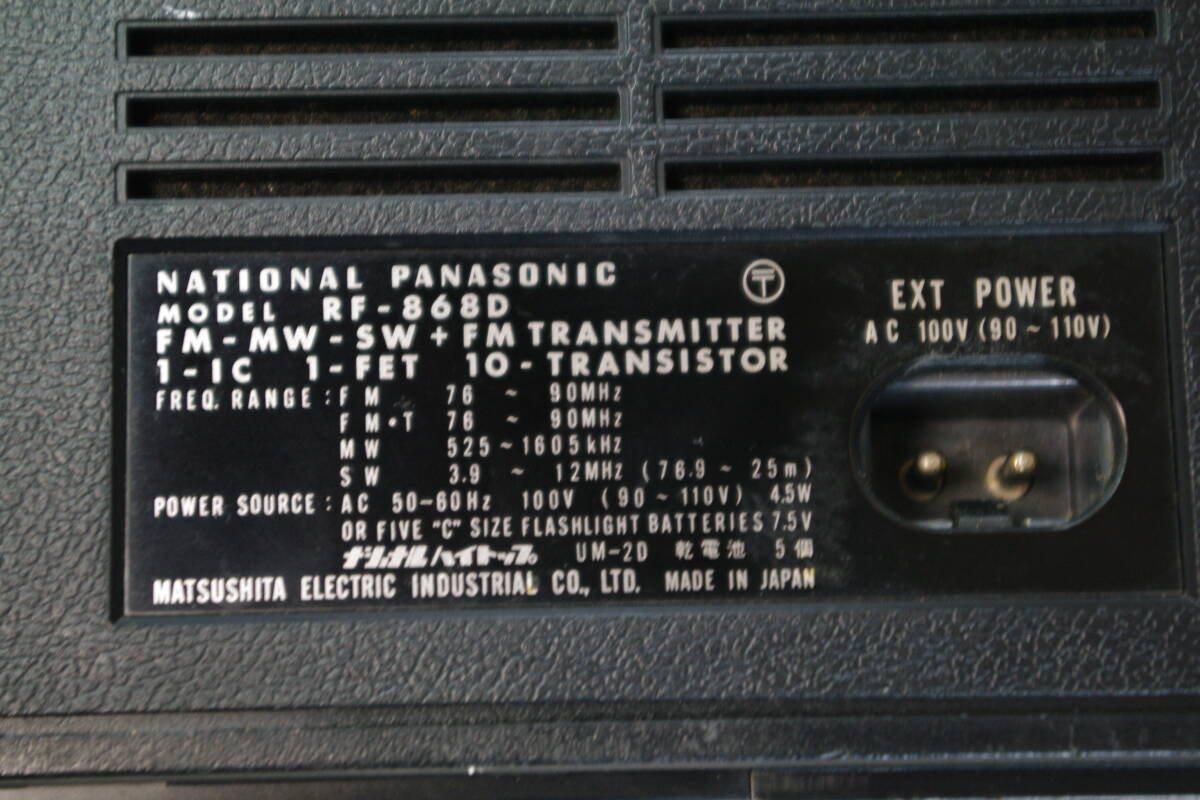 NATIONAL PANASONIC 〒
MODEL RF-868D
FM-MW-SW + FM TRANSMITTER
1-IC 1-FET 10-TRANSISTOR
FREQ. RANGE : FM 76 ~ 90MHz
FM•T 76 ~ 90MHz
MW 525 ~ 1605kHz
SW 3.9 ~ 12MHz (76.9 ~ 25m)
POWER SOURCE : AC 50-60Hz 100V (90 ~ 110V) 4.5W
OR FIVE "C" SIZE FLASHLIGHT BATTERIES 7.5V
ナショナルハイトップ UM-2D 乾電池 5個
MATSUSHITA ELECTRIC INDUSTRIAL CO., LTD. MADE IN JAPAN
EXT POWER
AC 100V (90 ~ 110V)